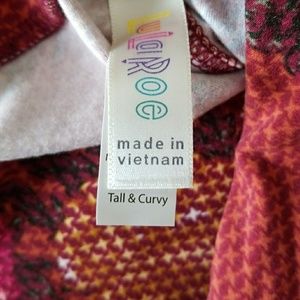 LuLaRoe
made in
vietnam
Tall & Curvy